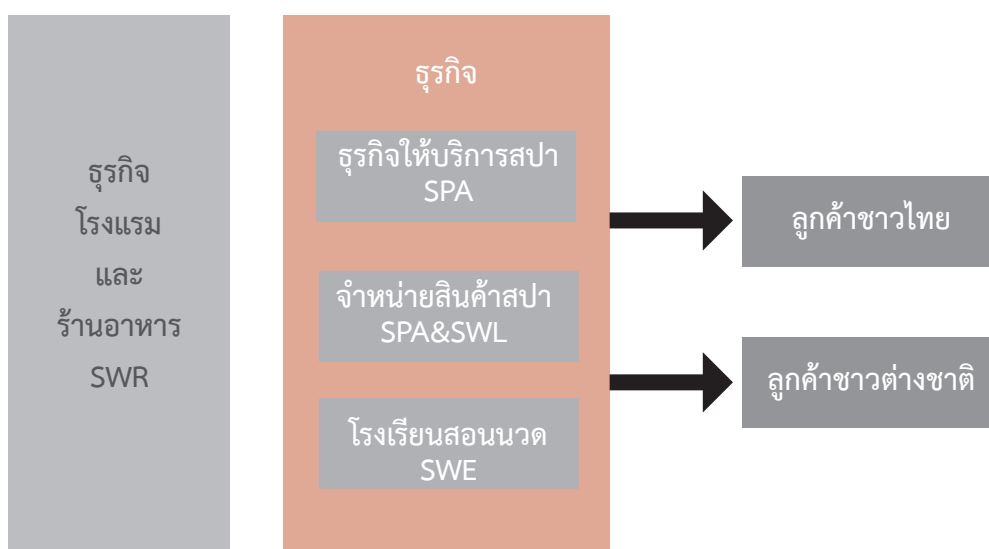 ธุรกิจ
โรงแรม
และ
ร้านอาหาร
SWR
ธุรกิจ
ธุรกิจให้บริการสปา
SPA
จำหน่ายสินค้าสปา
SPA&SWL
โรงเรียนสอนนวด
SWE
ลูกค้าชาวไทย
ลูกค้าชาวต่างชาติ